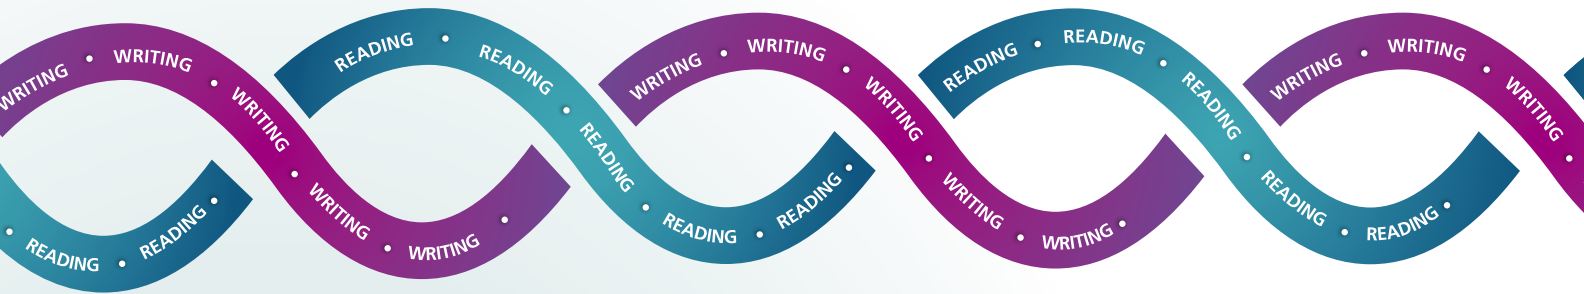 WRITING • WRITING • WRITING • WRITING • WRITING •
• READING • READING •
READING • READING • READING • READING • READING •
WRITING • WRITING • WRITING • WRITING • WRITING •
READING • READING • READING • READING • READING •
WRITING • WRITING • WRITING •